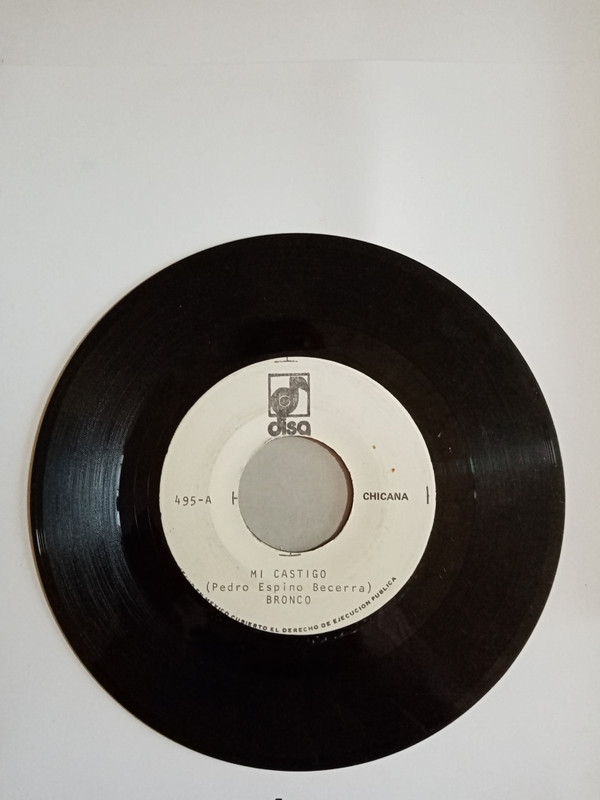 disa
495-A
CHICANA
MI CASTIGO
(Pedro Espino Becerra)
BRONCO
CUBIERTO EL DERECHO DE EJECUCION PUBLICA